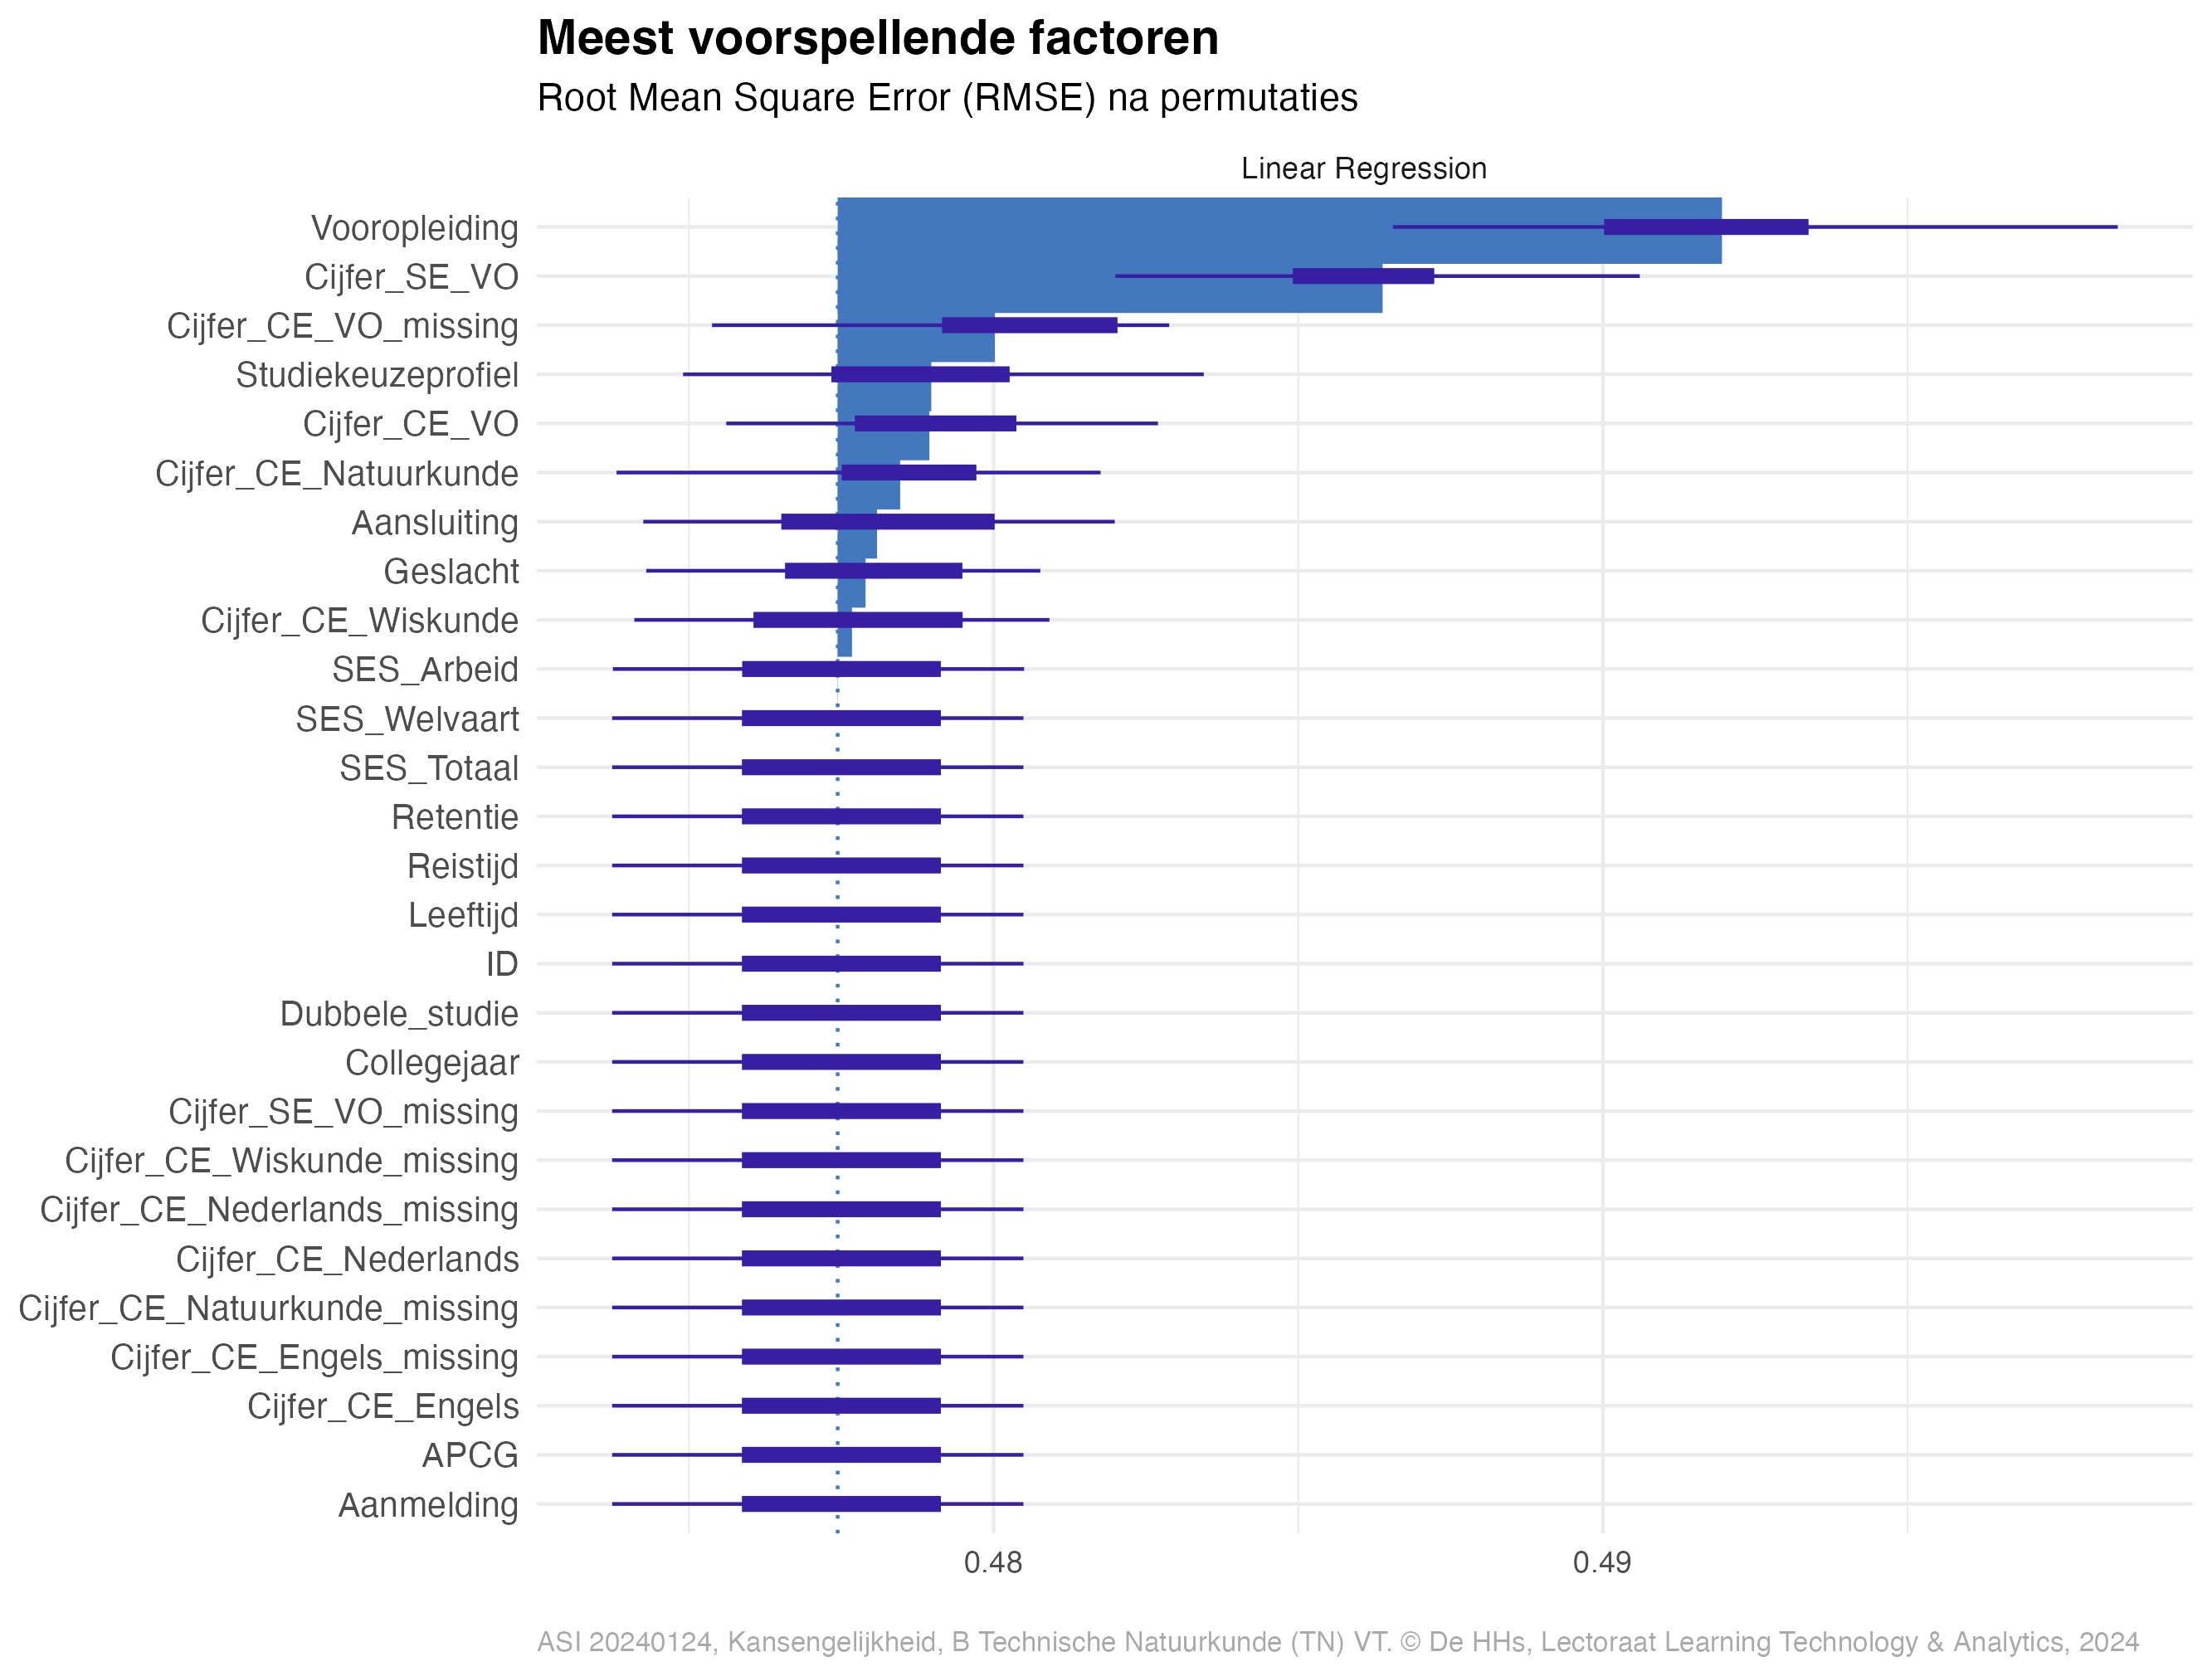 Meest voorspellende factoren
Root Mean Square Error (RMSE) na permutaties
Linear Regression
Vooropleiding
Cijfer_SE_VO
Cijfer_CE_VO_missing
Studiekeuzeprofiel
Cijfer_CE_VO
Cijfer_CE_Natuurkunde
Aansluiting
Geslacht
Cijfer_CE_Wiskunde
SES_Arbeid
SES_Welvaart
SES_Totaal
Retentie
Reistijd
Leeftijd
ID
Dubbele_studie
Collegejaar
Cijfer_SE_VO_missing
Cijfer_CE_Wiskunde_missing
Cijfer_CE_Nederlands_missing
Cijfer_CE_Nederlands
Cijfer_CE_Natuurkunde_missing
Cijfer_CE_Engels_missing
Cijfer_CE_Engels
APCG
Aanmelding
0.48 0.49
ASI 20240124, Kansengelijkheid, B Technische Natuurkunde (TN) VT. © De HHs, Lectoraat Learning Technology & Analytics, 2024